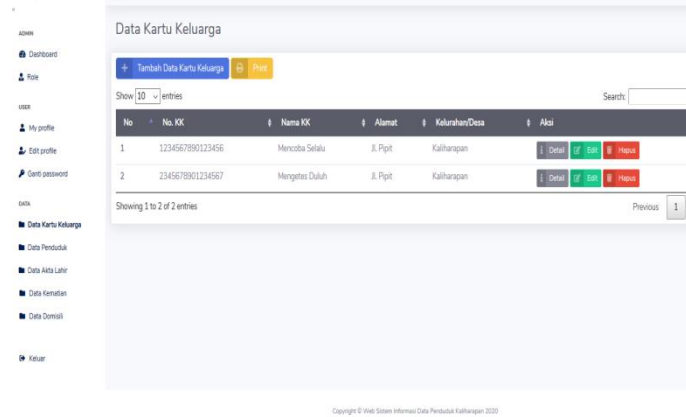 ADMIN
Dashboard
Role
USER
My profile
Edit profile
Ganti password
DATA
Data Kartu Keluarga
Data Penduduk
Data Akta Lahir
Data Kematian
Data Domisili
Keluar
Data Kartu Keluarga
+ Tambah Data Kartu Keluarga Print
Show 10 entries Search:
No No. KK Nama KK Alamat Kelurahan/Desa Aksi
1 1234567890123456 Mencoba Selalu Jl. Pipit Kaliharapan Detail Edit Hapus
2 2345678901234567 Mengetes Duluh Jl. Pipit Kaliharapan Detail Edit Hapus
Showing 1 to 2 of 2 entries Previous 1
Copyright © Web Sistem Informasi Data Penduduk Kaliharapan 2020